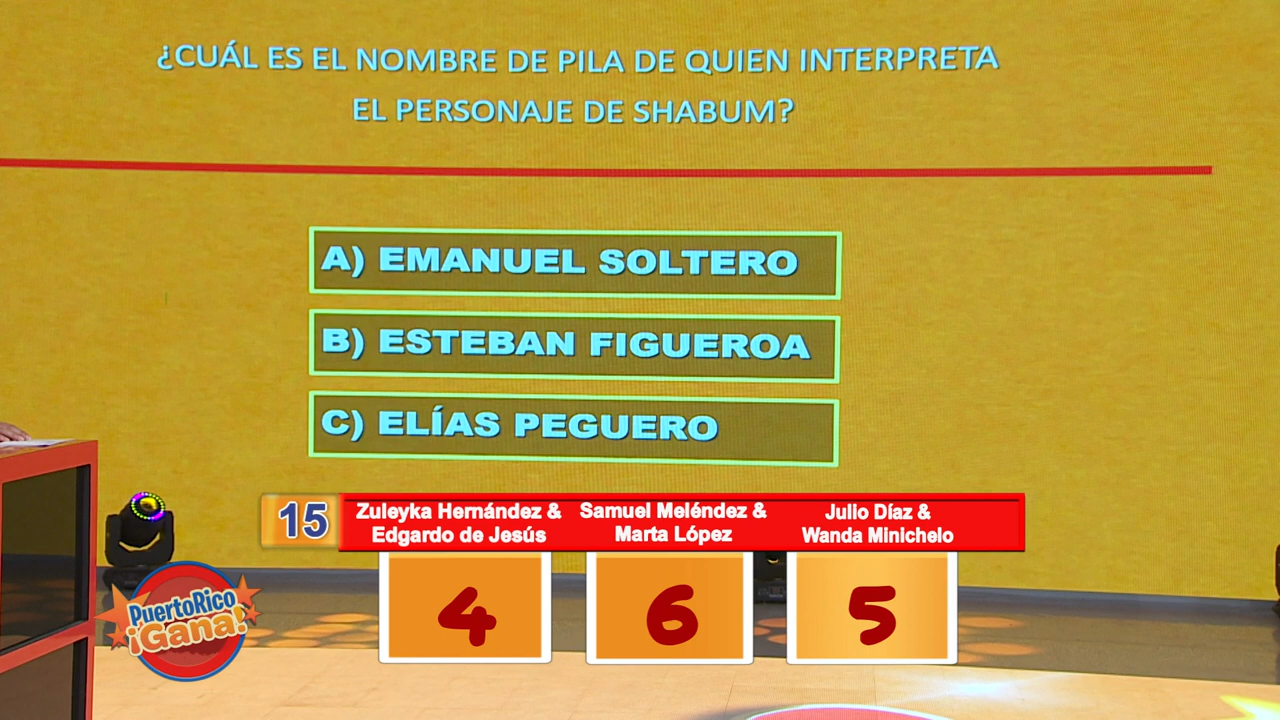 ¿CUÁL ES EL NOMBRE DE PILA DE QUIEN INTERPRETA
EL PERSONAJE DE SHABUM?
A) EMANUEL SOLTERO
B) ESTEBAN FIGUEROA
C) ELÍAS PEGUERO
15
Zuleyka Hernández &
Edgardo de Jesús
Samuel Meléndez &
Marta López
Julio Díaz &
Wanda Minichelo
4
6
5
PuertoRico
¡Gana!